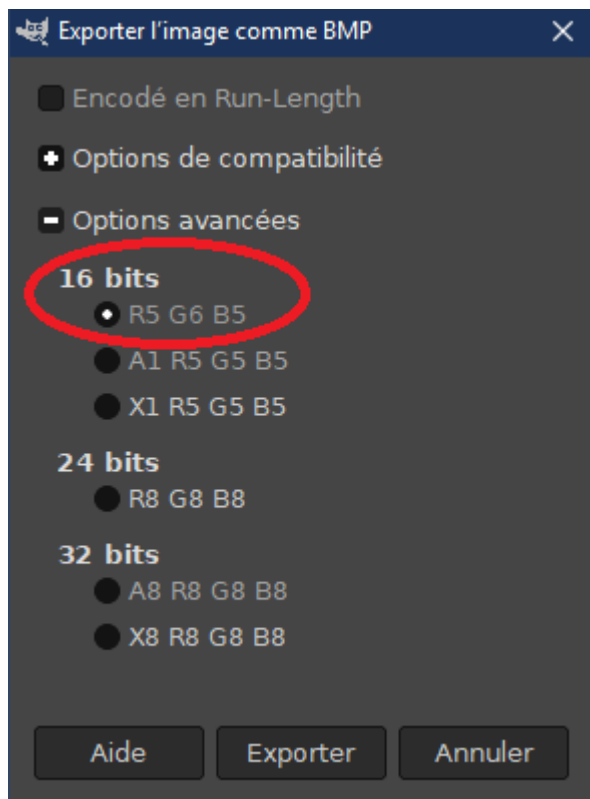 Exporter l'image comme BMP
Encodé en Run-Length
Options de compatibilité
Options avancées
16 bits
R5 G6 B5
A1 R5 G5 B5
X1 R5 G5 B5
24 bits
R8 G8 B8
32 bits
A8 R8 G8 B8
X8 R8 G8 B8
Aide Exporter Annuler